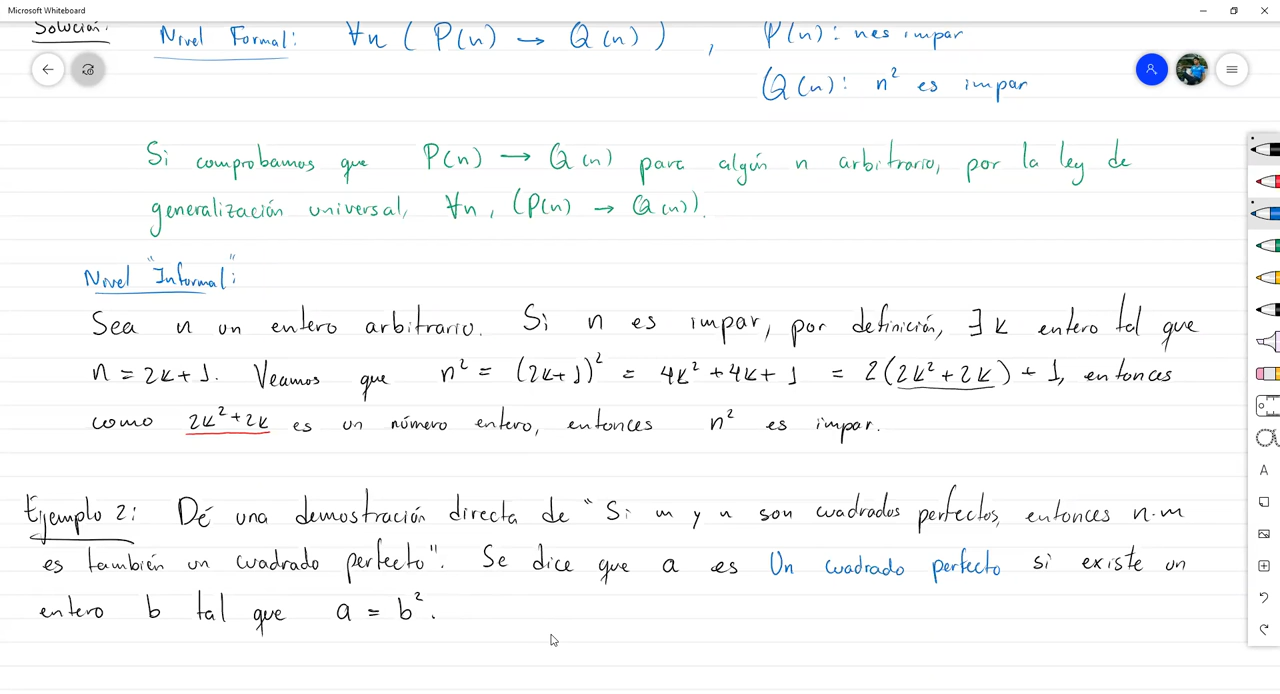 Microsoft Whiteboard
Solución:
Nivel Formal: ∀n ( P(n) → Q(n) ) , P(n): n es impar
Q(n): n² es impar
Si comprobamos que P(n) → Q(n) para algún n arbitrario, por la ley de
generalización universal, ∀n, (P(n) → Q(n)).
Nivel "Informal":
Sea n un entero arbitrario. Si n es impar, por definición, ∃ k entero tal que
n = 2k+1. Veamos que n² = (2k+1)² = 4k² + 4k + 1 = 2(2k² + 2k) + 1, entonces
como 2k² + 2k es un número entero, entonces n² es impar.
Ejemplo 2: Dé una demostración directa de "Si m y n son cuadrados perfectos, entonces n·m
es también un cuadrado perfecto". Se dice que a es Un cuadrado perfecto si existe un
entero b tal que a = b².